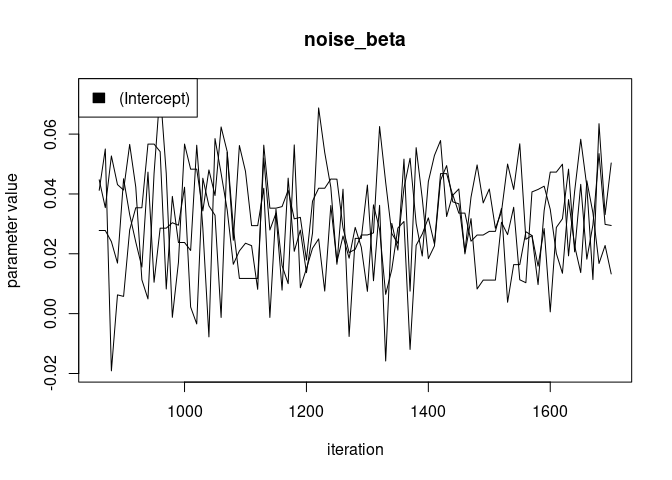 noise_beta
(Intercept)
parameter value
0.06
0.04
0.02
0.00
-0.02
1000 1200 1400 1600
iteration